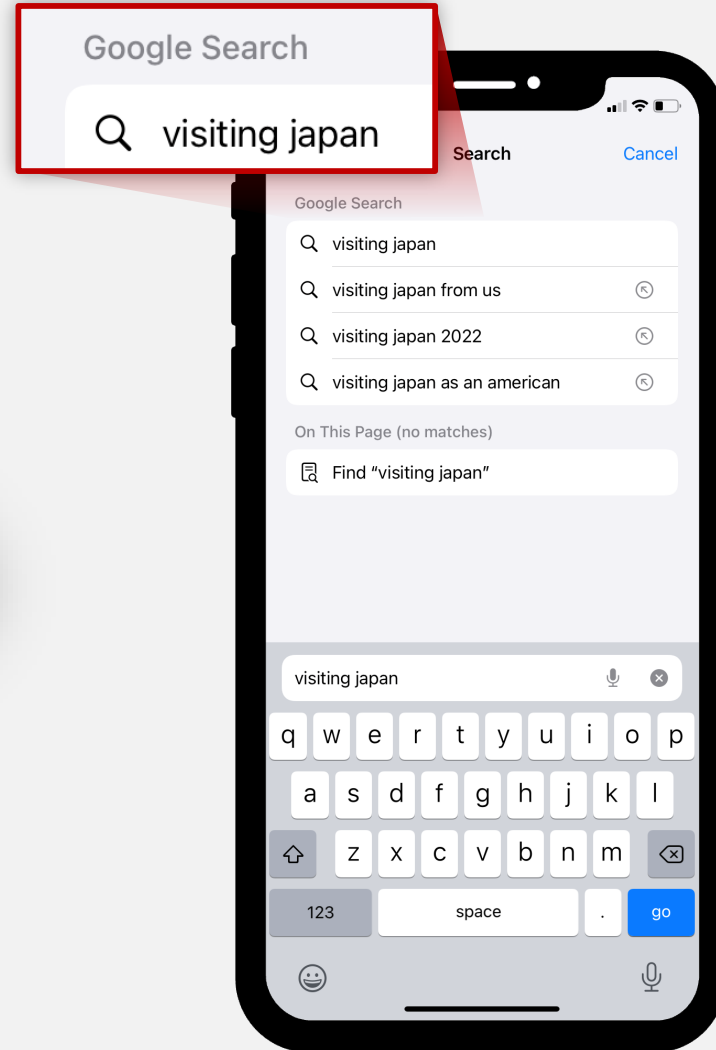 Google Search
visiting japan
Search Cancel
Google Search
visiting japan
visiting japan from us
visiting japan 2022
visiting japan as an american
On This Page (no matches)
Find “visiting japan”
visiting japan
q w e r t y u i o p
a s d f g h j k l
z x c v b n m
123 space . go